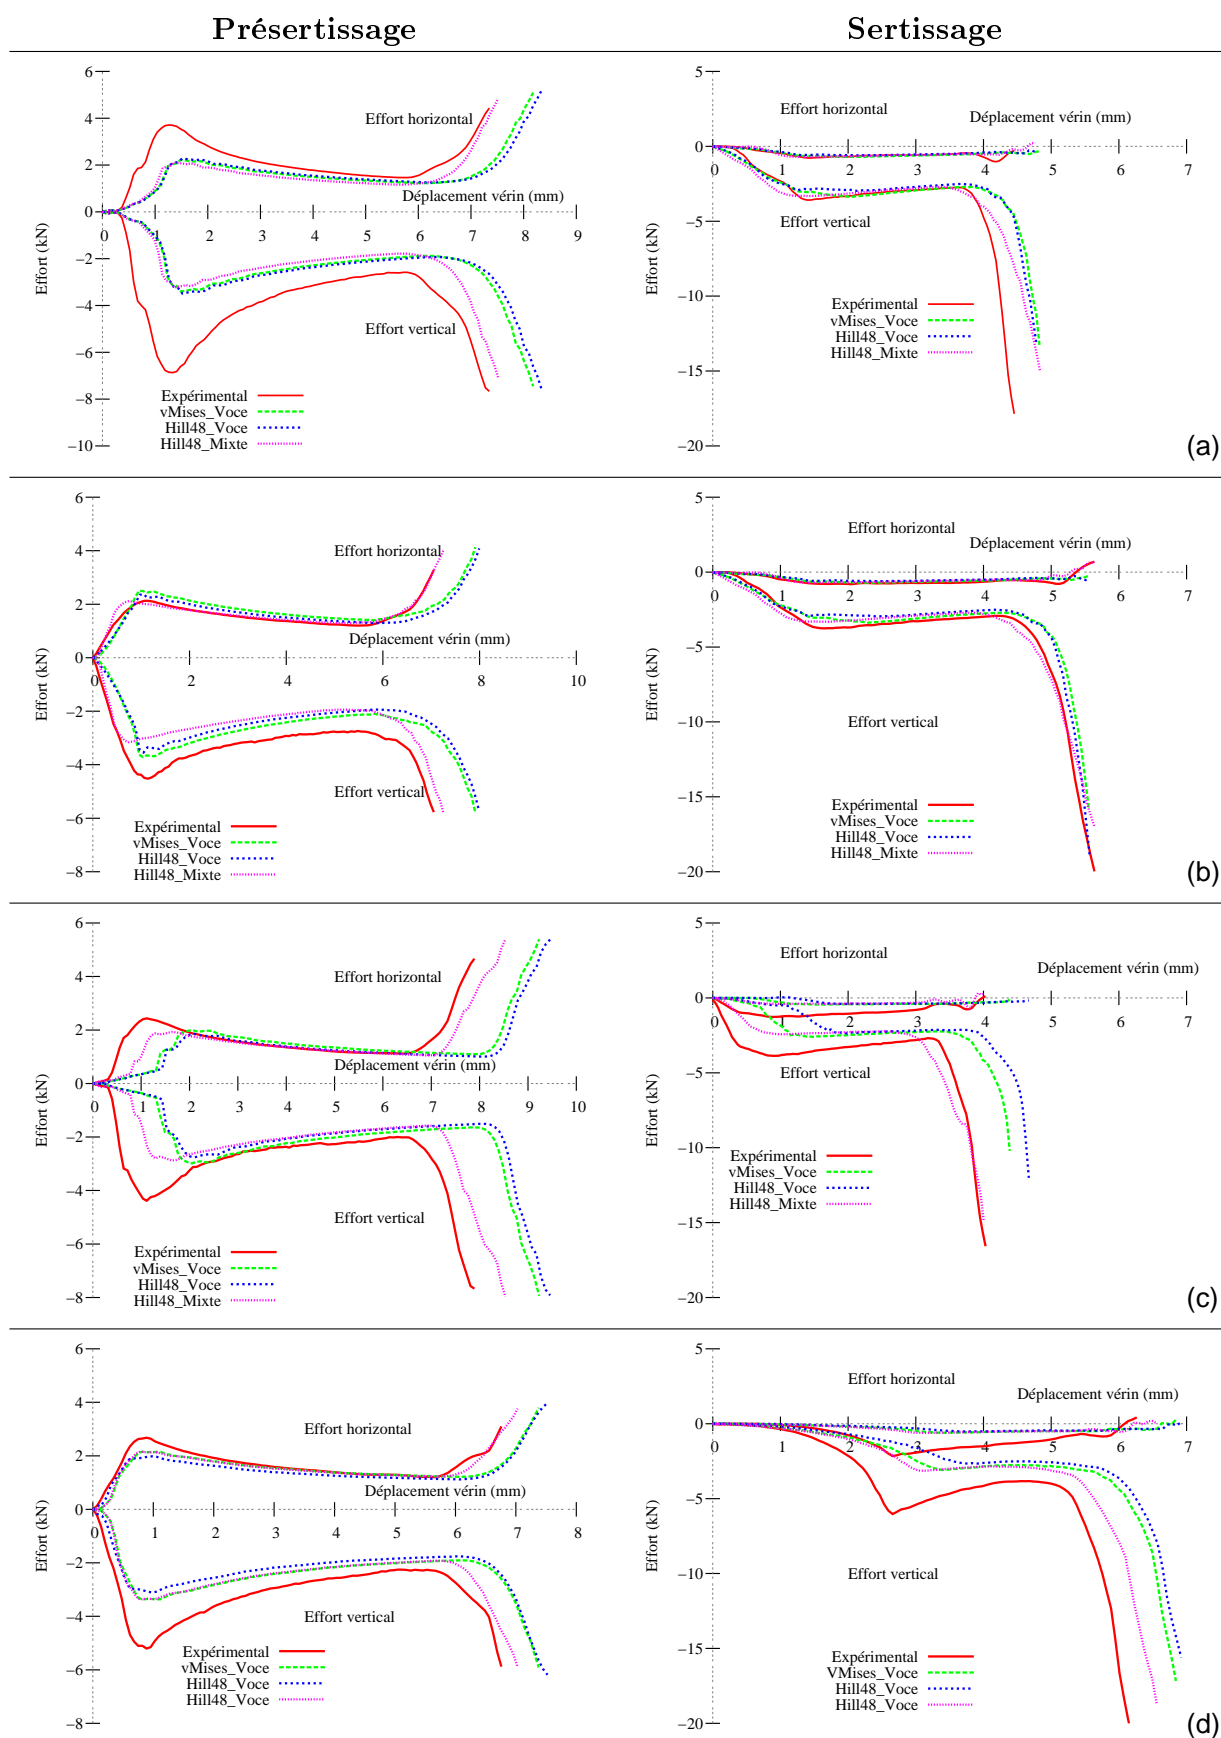 Présertissage
Sertissage
6
4
2
0
−2
−4
−6
−8
−10
0 1 2 3 4 5 6 7 8 9
Effort (kN)
Effort horizontal
Déplacement vérin (mm)
Effort vertical
Expérimental
vMises_Voce
Hill48_Voce
Hill48_Mixte
5
0
−5
−10
−15
−20
0 1 2 3 4 5 6 7
Effort (kN)
Effort horizontal
Déplacement vérin (mm)
Effort vertical
Expérimental
vMises_Voce
Hill48_Voce
Hill48_Mixte
(a)
6
4
2
0
−2
−4
−6
−8
0 2 4 6 8 10
Effort (kN)
Effort horizontal
Déplacement vérin (mm)
Effort vertical
Expérimental
vMises_Voce
Hill48_Voce
Hill48_Mixte
5
0
−5
−10
−15
−20
0 1 2 3 4 5 6 7
Effort (kN)
Effort horizontal
Déplacement vérin (mm)
Effort vertical
Expérimental
vMises_Voce
Hill48_Voce
Hill48_Mixte
(b)
6
4
2
0
−2
−4
−6
−8
0 1 2 3 4 5 6 7 8 9 10
Effort (kN)
Effort horizontal
Déplacement vérin (mm)
Effort vertical
Expérimental
vMises_Voce
Hill48_Voce
Hill48_Mixte
5
0
−5
−10
−15
−20
0 1 2 3 4 5 6 7
Effort (kN)
Effort horizontal
Déplacement vérin (mm)
Effort vertical
Expérimental
vMises_Voce
Hill48_Voce
Hill48_Mixte
(c)
6
4
2
0
−2
−4
−6
−8
0 1 2 3 4 5 6 7 8
Effort (kN)
Effort horizontal
Déplacement vérin (mm)
Effort vertical
Expérimental
vMises_Voce
Hill48_Voce
Hill48_Voce
5
0
−5
−10
−15
−20
0 1 2 3 4 5 6 7
Effort (kN)
Effort horizontal
Déplacement vérin (mm)
Effort vertical
Expérimental
VMises_Voce
Hill48_Voce
Hill48_Voce
(d)